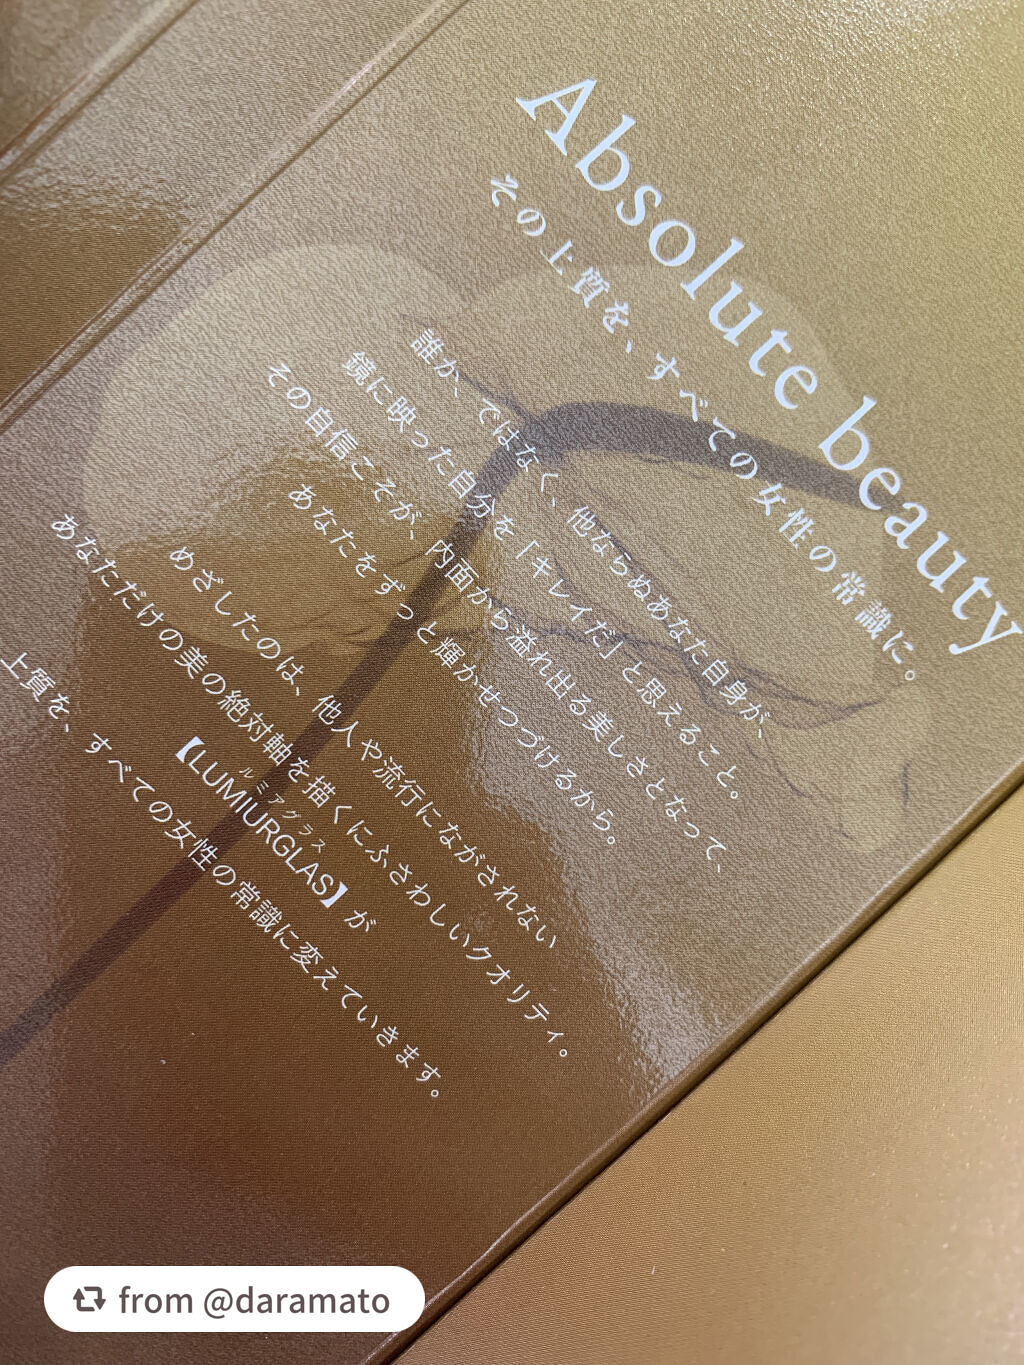 Absolute beauty
その上質を、すべての女性の常識に。
誰か、ではなく、他ならぬあなた自身が、
鏡に映った自分を「キレイだ」と思えること。
その自信こそが、内面から溢れ出る美しさとなって、
あなたをずっと輝かせつづけるから。
めざしたのは、他人や流行にながされない
あなただけの美の絶対軸を描くにふさわしいクオリティ。
ルミアグラス
【LUMIURGLAS】が
上質を、すべての女性の常識に変えていきます。
from @daramato